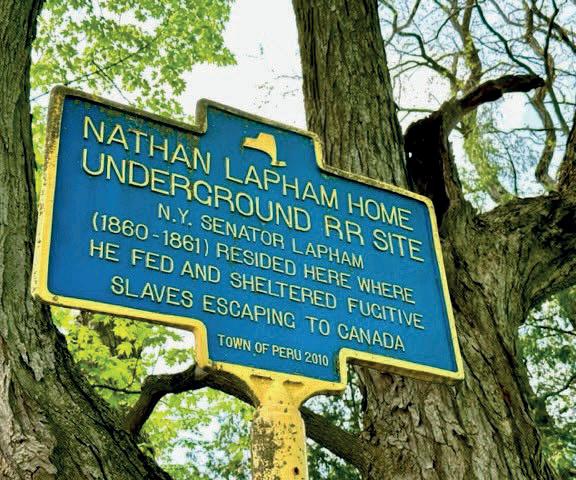 NATHAN LAPHAM HOME
UNDERGROUND RR SITE
N.Y. SENATOR LAPHAM
(1860-1861) RESIDED HERE WHERE
HE FED AND SHELTERED FUGITIVE
SLAVES ESCAPING TO CANADA
TOWN OF PERU 2010